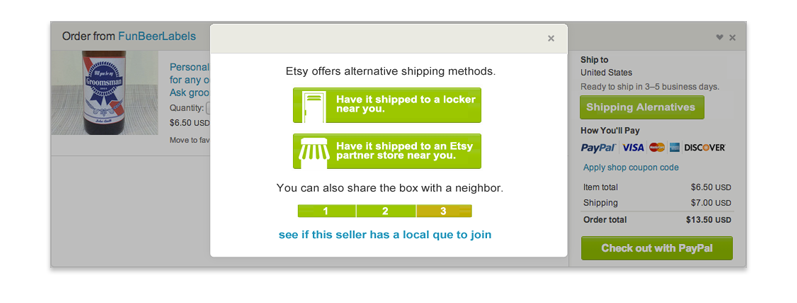 Order from FunBeerLabels
Personal
for any o
Ask groo
Quantity:
$6.50 USD
Move to fav
Groomsman
×
Etsy offers alternative shipping methods.
Have it shipped to a locker
near you.
Have it shipped to an Etsy
partner store near you.
You can also share the box with a neighbor.
1 2 3
see if this seller has a local que to join
Ship to
United States
Ready to ship in 3–5 business days.
Shipping Alernatives
How You'll Pay
PayPal VISA DISCOVER
Apply shop coupon code
Item total $6.50 USD
Shipping $7.00 USD
Order total $13.50 USD
Check out with PayPal